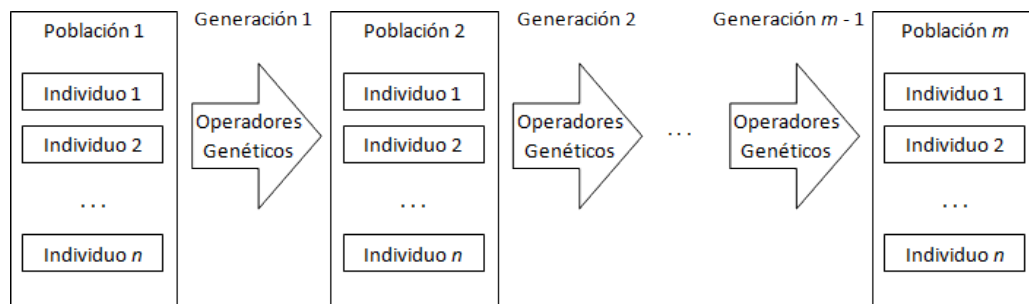 Población 1
Individuo 1
Individuo 2
...
Individuo n
Generación 1
Operadores
Genéticos
Población 2
Individuo 1
Individuo 2
...
Individuo n
Generación 2
Operadores
Genéticos
...
Generación m - 1
Operadores
Genéticos
Población m
Individuo 1
Individuo 2
...
Individuo n